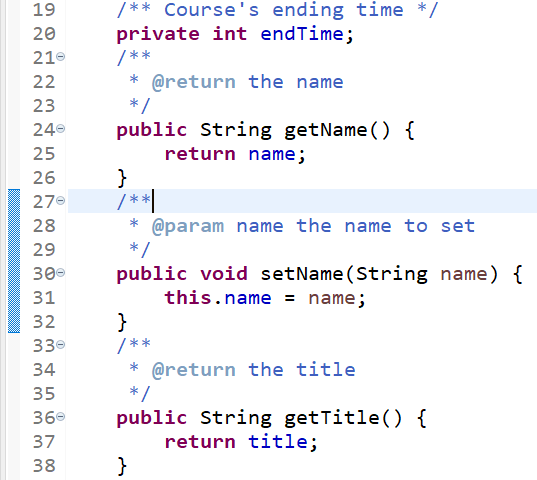 19 /** Course's ending time */
20 private int endTime;
21 /**
22 * @return the name
23 */
24 public String getName() {
25 return name;
26 }
27 /**
28 * @param name the name to set
29 */
30 public void setName(String name) {
31 this.name = name;
32 }
33 /**
34 * @return the title
35 */
36 public String getTitle() {
37 return title;
38 }